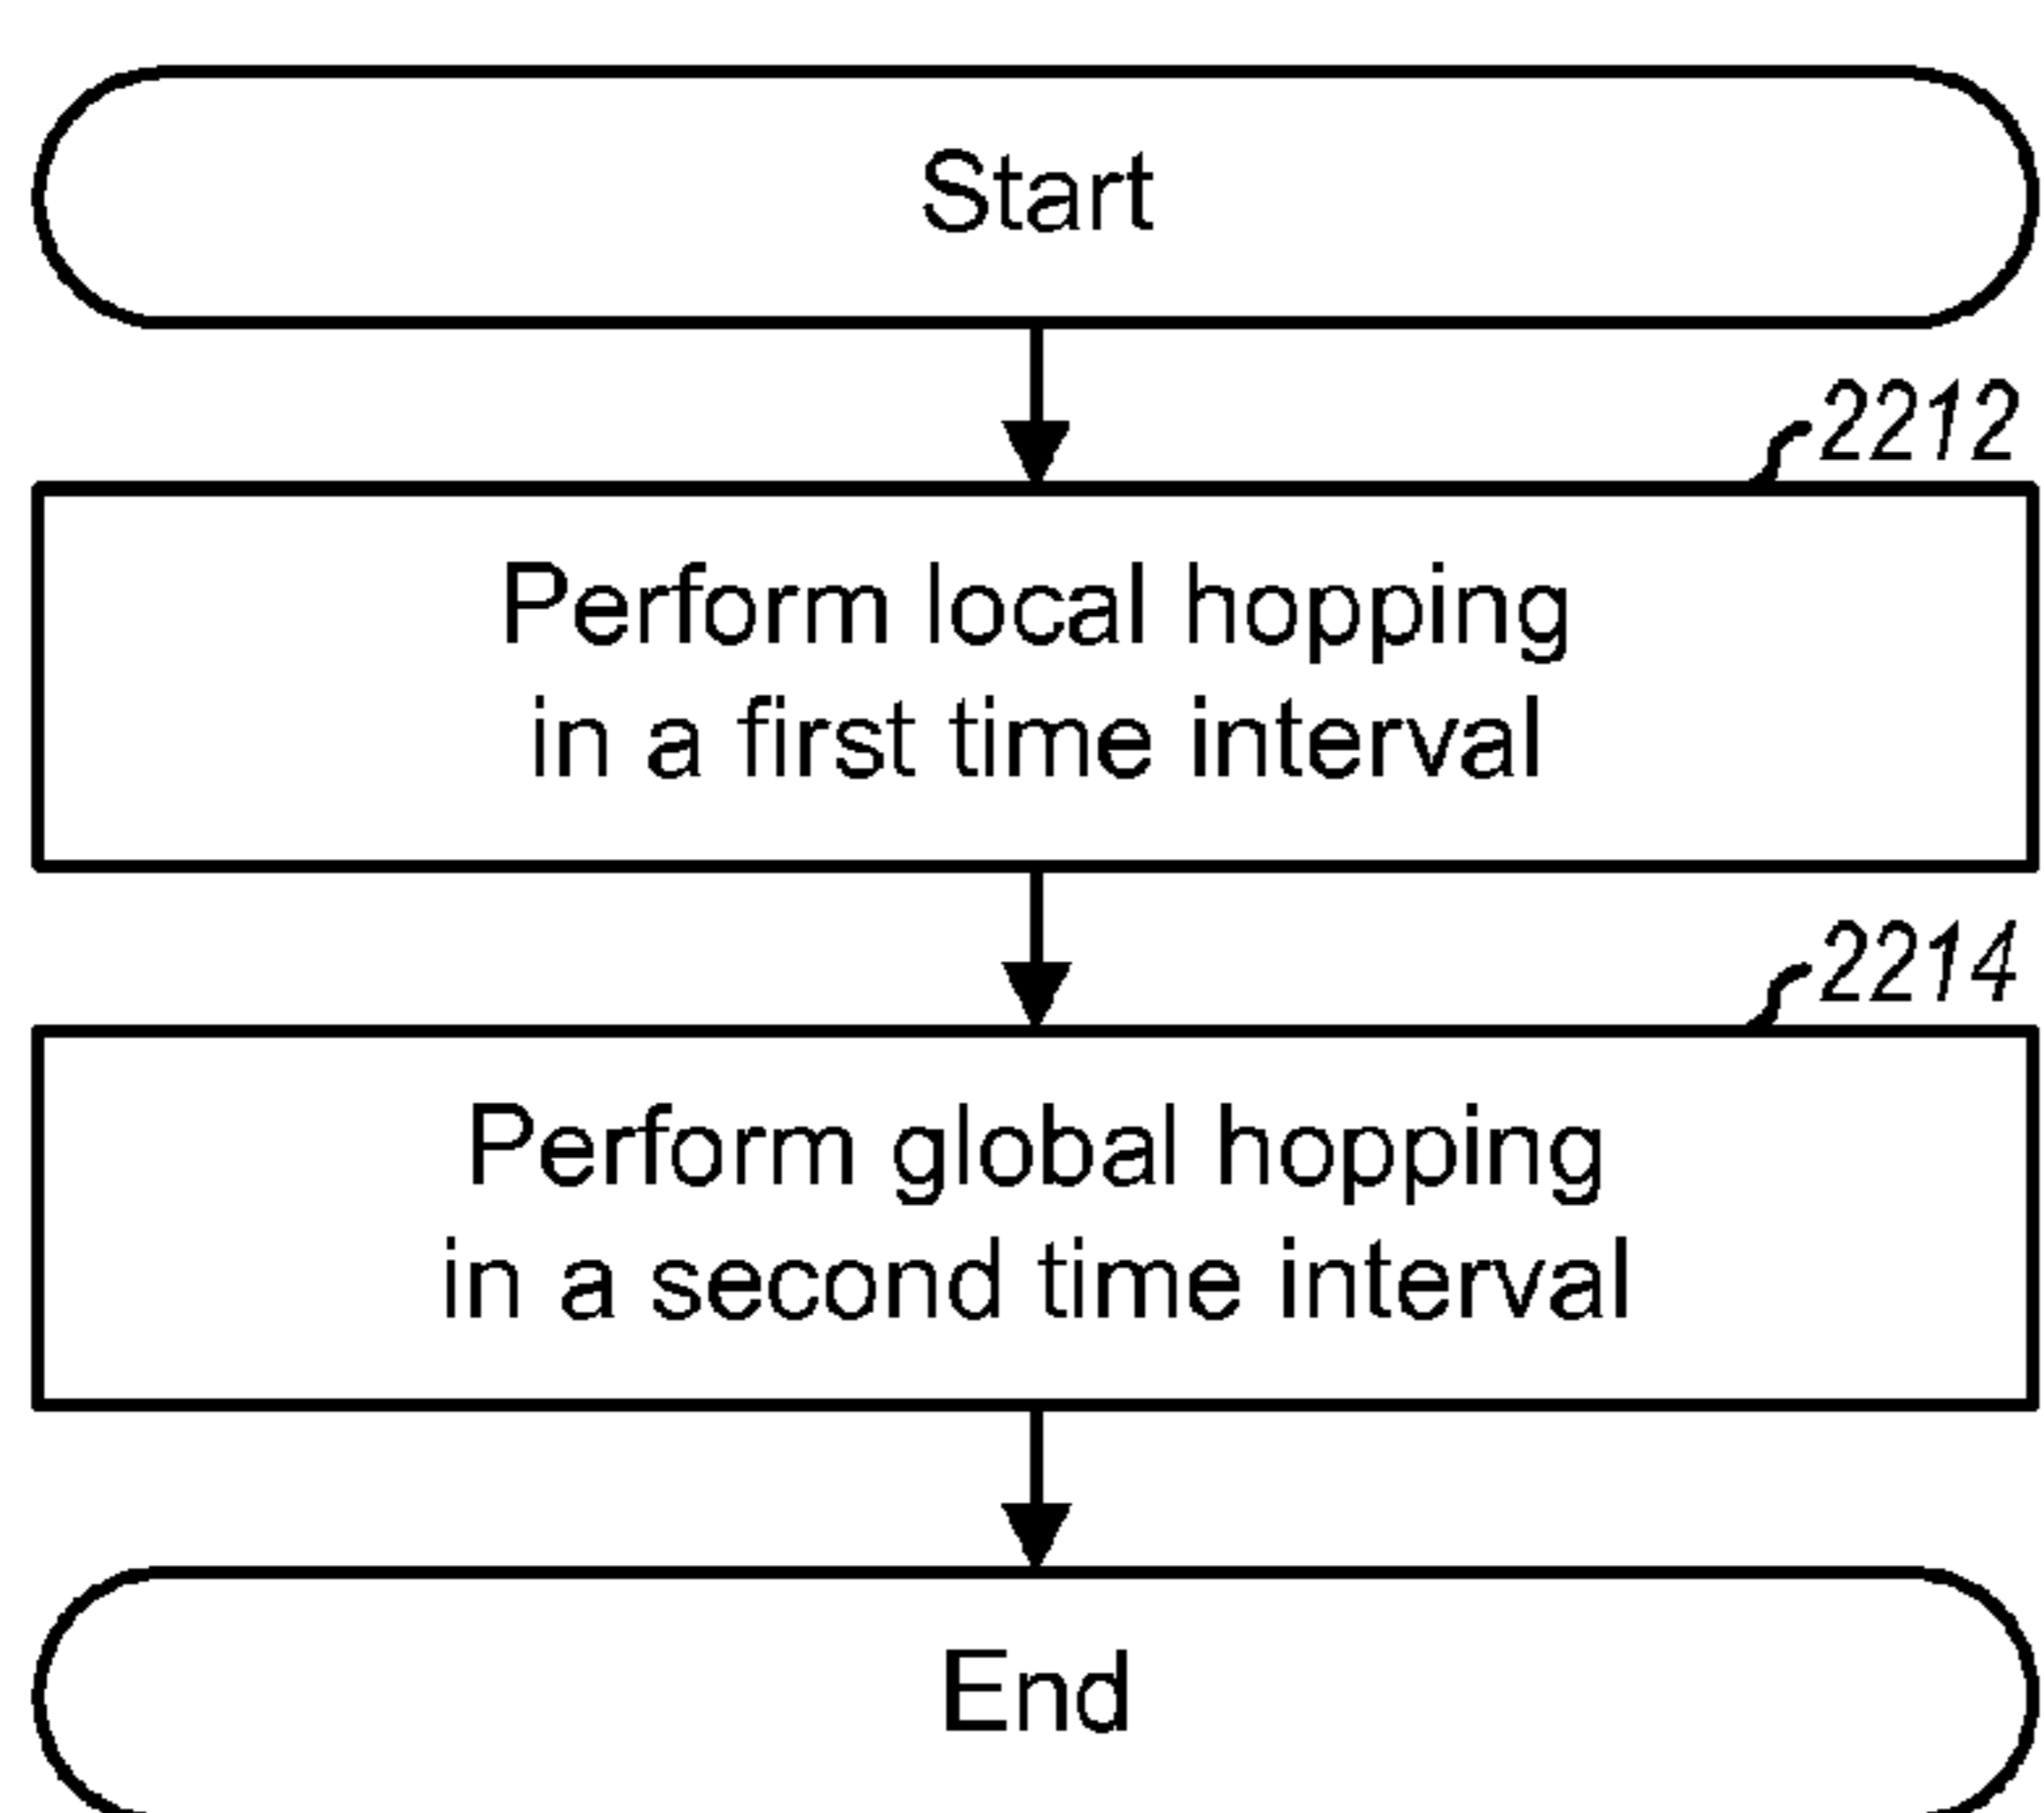 Start
2212
Perform local hopping
in a first time interval
2214
Perform global hopping
in a second time interval
End